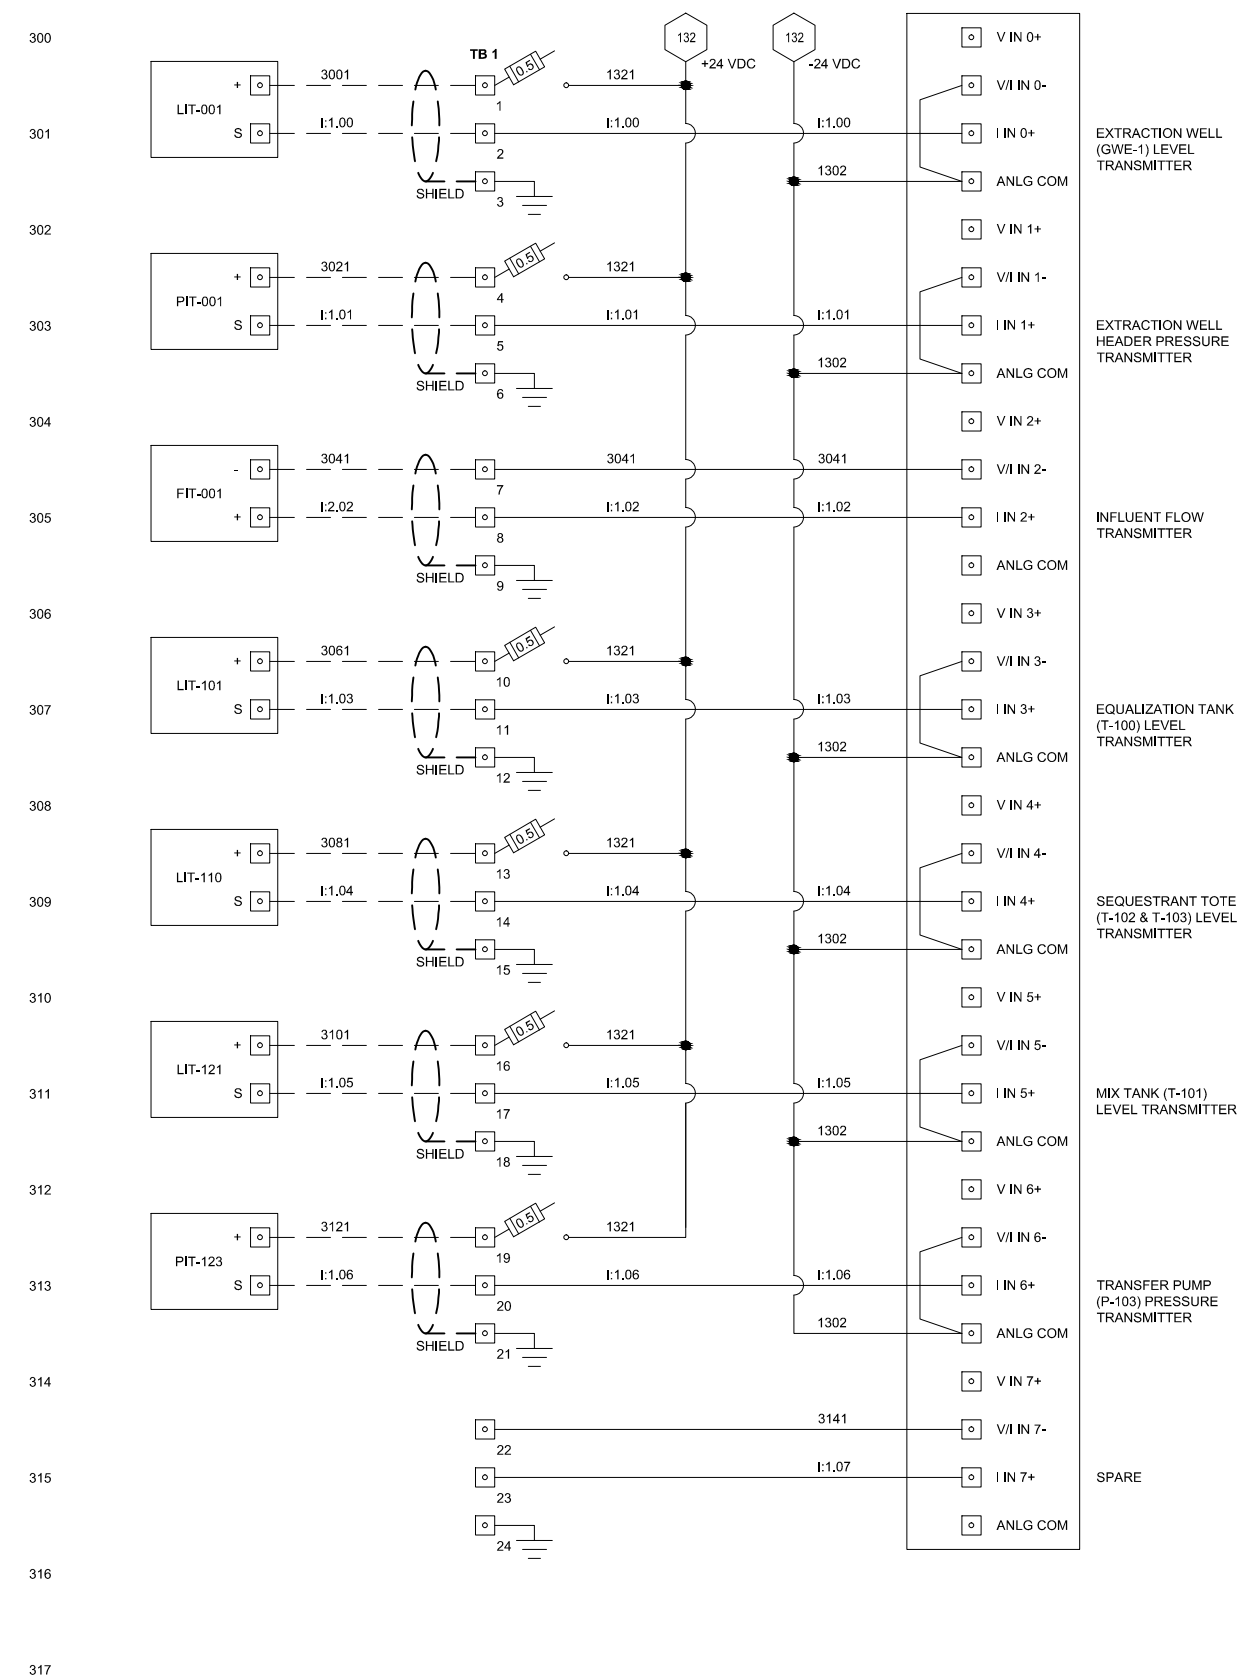 300
132
132
V IN 0+
TB 1
0.5
+24 VDC
-24 VDC
3001
1321
+
V/I IN 0-
LIT-001
1
301
S
I:1.00
I:1.00
I:1.00
I IN 0+
EXTRACTION WELL
(GWE-1) LEVEL
TRANSMITTER
2
1302
ANLG COM
SHIELD
3
302
V IN 1+
0.5
3021
1321
+
V/I IN 1-
PIT-001
4
303
S
I:1.01
I:1.01
I:1.01
I IN 1+
EXTRACTION WELL
HEADER PRESSURE
TRANSMITTER
5
1302
ANLG COM
SHIELD
6
304
V IN 2+
3041
3041
3041
-
V/I IN 2-
FIT-001
7
305
+
I:2.02
I:1.02
I:1.02
I IN 2+
INFLUENT FLOW
TRANSMITTER
8
ANLG COM
SHIELD
9
306
V IN 3+
0.5
3061
1321
+
V/I IN 3-
LIT-101
10
307
S
I:1.03
I:1.03
I:1.03
I IN 3+
EQUALIZATION TANK
(T-100) LEVEL
TRANSMITTER
11
1302
ANLG COM
SHIELD
12
308
V IN 4+
0.5
3081
1321
+
V/I IN 4-
LIT-110
13
309
S
I:1.04
I:1.04
I:1.04
I IN 4+
SEQUESTRANT TOTE
(T-102 & T-103) LEVEL
TRANSMITTER
14
1302
ANLG COM
SHIELD
15
310
V IN 5+
0.5
3101
1321
+
V/I IN 5-
LIT-121
16
311
S
I:1.05
I:1.05
I:1.05
I IN 5+
MIX TANK (T-101)
LEVEL TRANSMITTER
17
1302
ANLG COM
SHIELD
18
312
V IN 6+
0.5
3121
1321
+
V/I IN 6-
PIT-123
19
313
S
I:1.06
I:1.06
I:1.06
I IN 6+
TRANSFER PUMP
(P-103) PRESSURE
TRANSMITTER
20
1302
ANLG COM
SHIELD
21
314
V IN 7+
3141
V/I IN 7-
22
315
I:1.07
I IN 7+
SPARE
23
ANLG COM
24
316
317